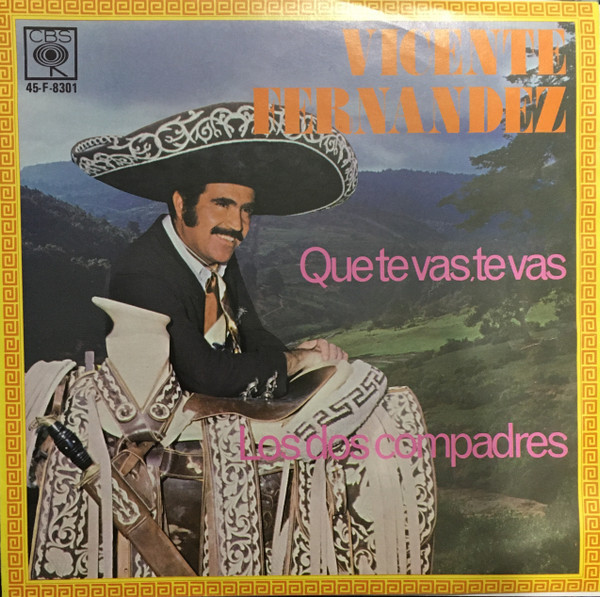 CBS
45-F-8301
VICENTE
FERNANDEZ
Que te vas, te vas
Los dos compadres